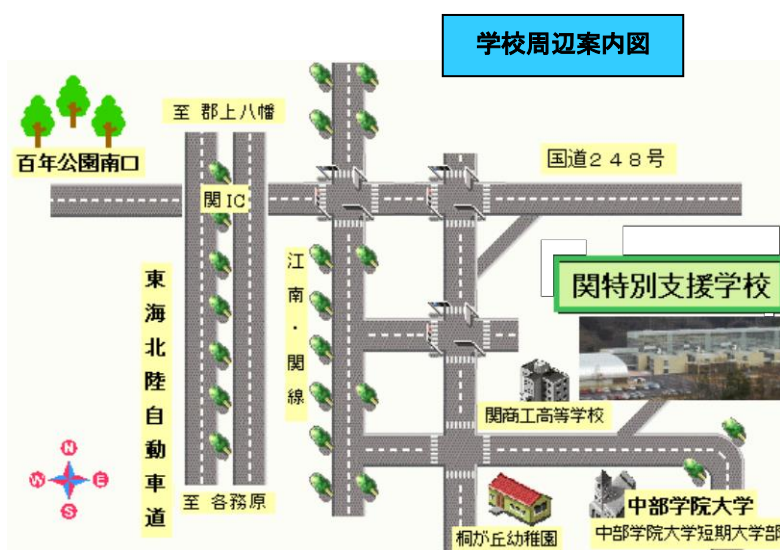 学校周辺案内図
至 郡上八幡
百年公園南口
国道248号
関IC
東海北陸自動車道
江南・関線
関特別支援学校
関商工高等学校
N
W E
S
至 各務原
桐が丘幼稚園
中部学院大学
中部学院大学短期大学部